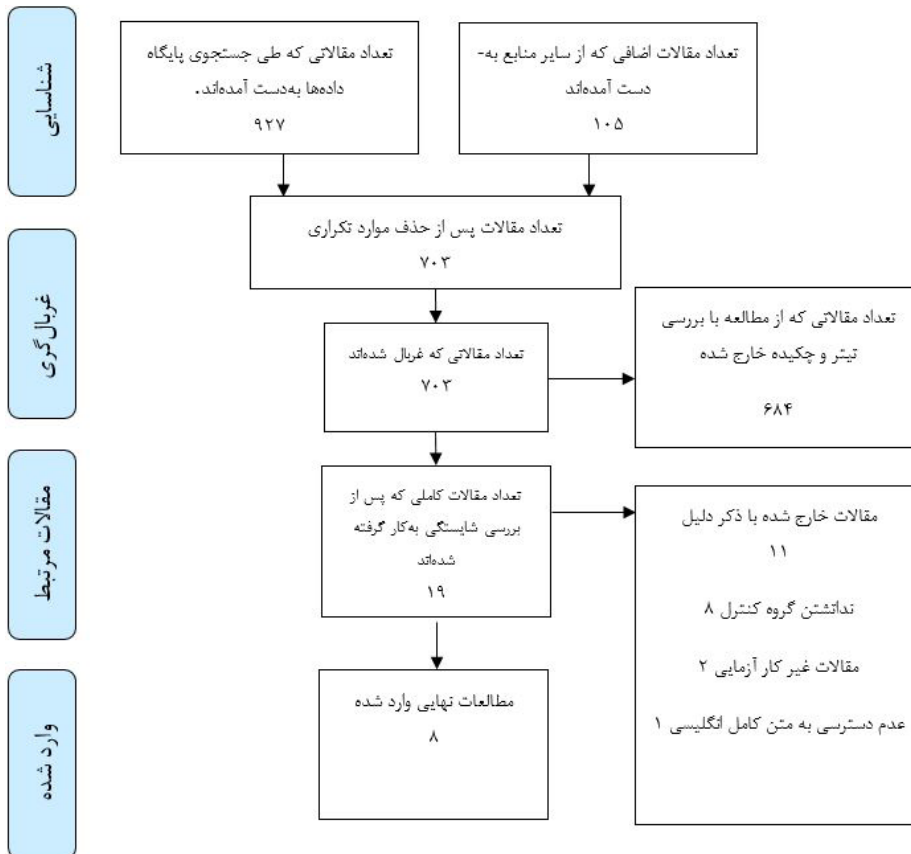 شناسایی
تعداد مقالات اضافی که از سایر منابع به-
دست آمده‌اند
۱۰۵
تعداد مقالاتی که طی جستجوی پایگاه
داده‌ها به‌دست آمده‌اند.
۹۲۷
تعداد مقالات پس از حذف موارد تکراری
۷۰۳
غربال‌گری
تعداد مقالاتی که غربال شده‌اند
۷۰۳
تعداد مقالاتی که از مطالعه با بررسی
تیتر و چکیده خارج شده
۶۸۴
مقالات مرتبط
تعداد مقالات کاملی که پس از
بررسی شایستگی به‌کار گرفته
شده‌اند
۱۹
مقالات خارج شده با ذکر دلیل
۱۱
نداتشتن گروه کنترل ۸
مقالات غیر کار آزمایی ۲
عدم دسترسی به متن کامل انگلیسی ۱
وارد شده
مطالعات نهایی وارد شده
۸